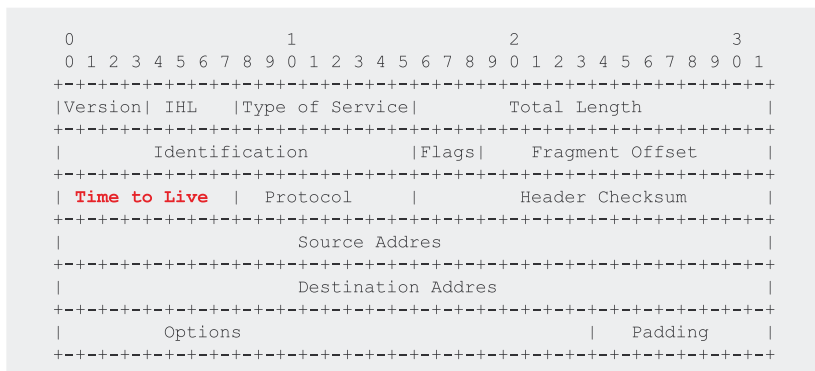 0                   1                   2                   3
0 1 2 3 4 5 6 7 8 9 0 1 2 3 4 5 6 7 8 9 0 1 2 3 4 5 6 7 8 9 0 1
+-+-+-+-+-+-+-+-+-+-+-+-+-+-+-+-+-+-+-+-+-+-+-+-+-+-+-+-+-+-+-+-+
|Version| IHL   |Type of Service|        Total Length           |
+-+-+-+-+-+-+-+-+-+-+-+-+-+-+-+-+-+-+-+-+-+-+-+-+-+-+-+-+-+-+-+-+
|        Identification         |Flags|    Fragment Offset      |
+-+-+-+-+-+-+-+-+-+-+-+-+-+-+-+-+-+-+-+-+-+-+-+-+-+-+-+-+-+-+-+-+
| Time to Live  |  Protocol     |         Header Checksum       |
+-+-+-+-+-+-+-+-+-+-+-+-+-+-+-+-+-+-+-+-+-+-+-+-+-+-+-+-+-+-+-+-+
|                     Source Addres                             |
+-+-+-+-+-+-+-+-+-+-+-+-+-+-+-+-+-+-+-+-+-+-+-+-+-+-+-+-+-+-+-+-+
|                     Destination Addres                        |
+-+-+-+-+-+-+-+-+-+-+-+-+-+-+-+-+-+-+-+-+-+-+-+-+-+-+-+-+-+-+-+-+
|         Options                               |   Padding     |
+-+-+-+-+-+-+-+-+-+-+-+-+-+-+-+-+-+-+-+-+-+-+-+-+-+-+-+-+-+-+-+-+